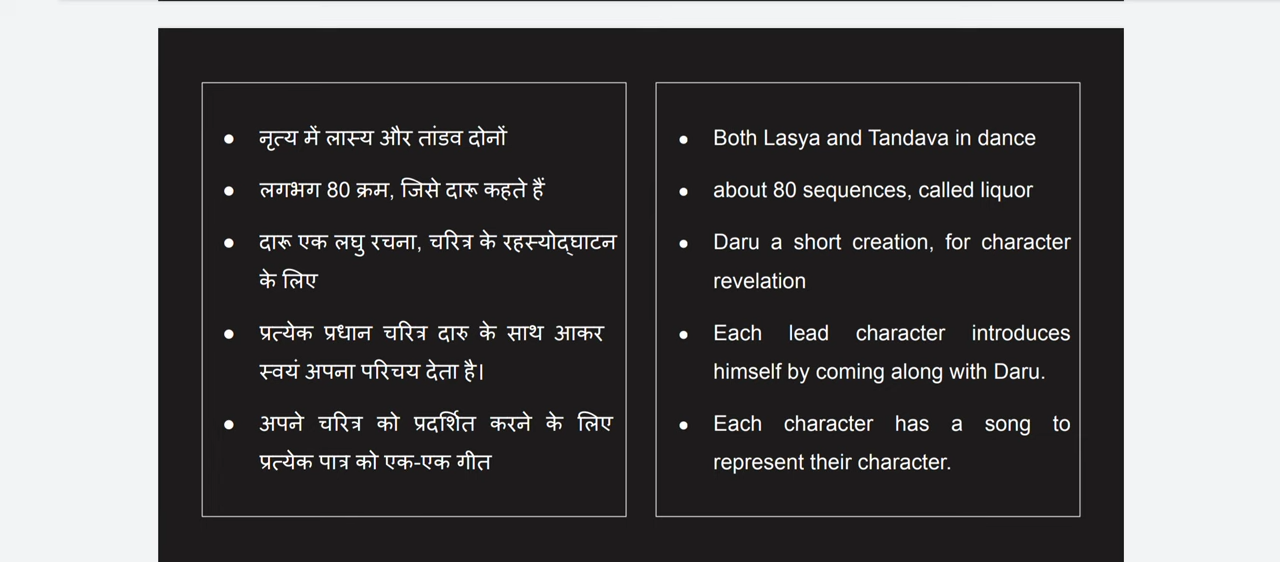 नृत्य में लास्य और तांडव दोनों
लगभग 80 क्रम, जिसे दारू कहते हैं
दारू एक लघु रचना, चरित्र के रहस्योद्घाटन
के लिए
प्रत्येक प्रधान चरित्र दारु के साथ आकर
स्वयं अपना परिचय देता है।
अपने चरित्र को प्रदर्शित करने के लिए
प्रत्येक पात्र को एक-एक गीत
Both Lasya and Tandava in dance
about 80 sequences, called liquor
Daru a short creation, for character
revelation
Each lead character introduces
himself by coming along with Daru.
Each character has a song to
represent their character.